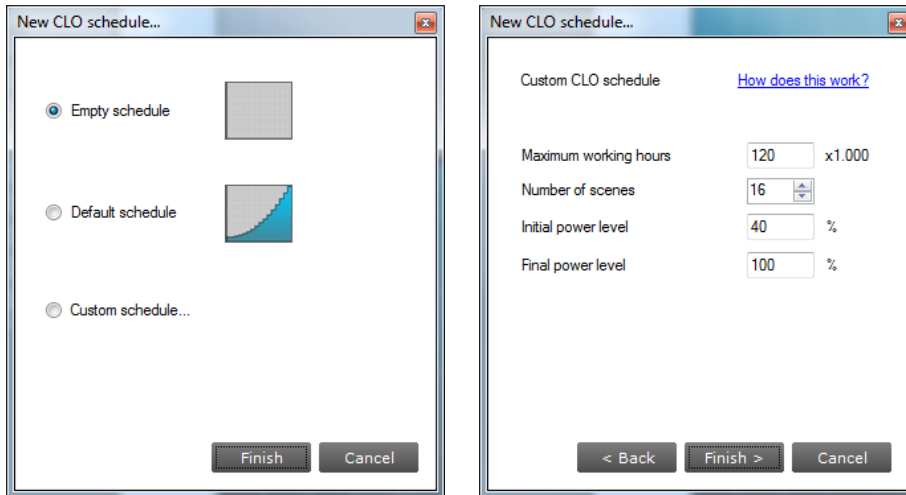 New CLO schedule...
Empty schedule
Default schedule
Custom schedule...
Finish Cancel
New CLO schedule...
Custom CLO schedule How does this work?
Maximum working hours 120 x1.000
Number of scenes 16
Initial power level 40 %
Final power level 100 %
< Back Finish > Cancel